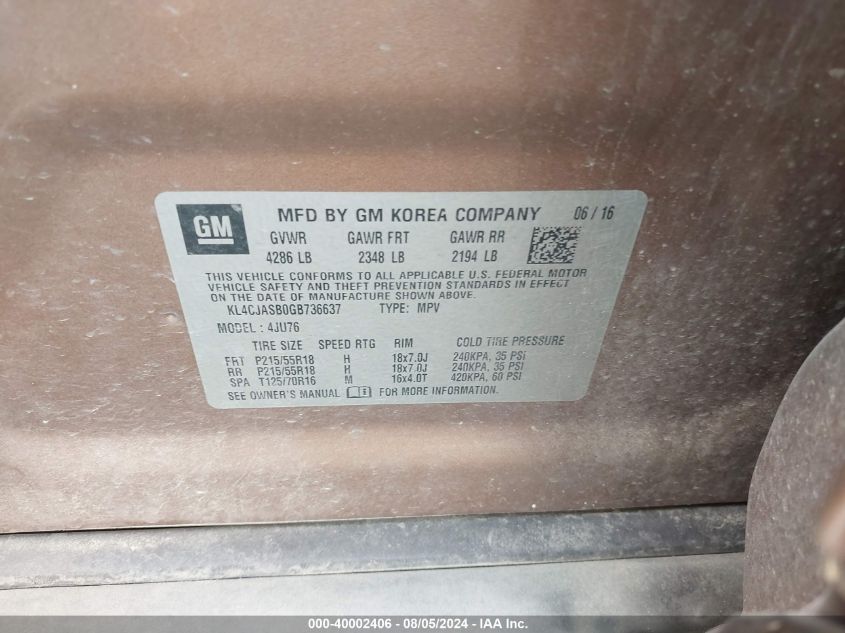 GM MFD BY GM KOREA COMPANY 06 / 16
GVWR GAWR FRT GAWR RR
4286 LB 2348 LB 2194 LB
THIS VEHICLE CONFORMS TO ALL APPLICABLE U.S. FEDERAL MOTOR
VEHICLE SAFETY AND THEFT PREVENTION STANDARDS IN EFFECT
ON THE DATE OF MANUFACTURE SHOWN ABOVE.
KL4CJASB0GB736637 TYPE: MPV
MODEL: 4JU76
TIRE SIZE SPEED RTG RIM COLD TIRE PRESSURE
FRT P215/55R18 H 18x7.0J 240KPA, 35 PSI
RR P215/55R18 H 18x7.0J 240KPA, 35 PSI
SPA T125/70R16 M 16x4.0T 420KPA, 60 PSI
SEE OWNER'S MANUAL FOR MORE INFORMATION.
000-40002406 - 08/05/2024 - IAA Inc.